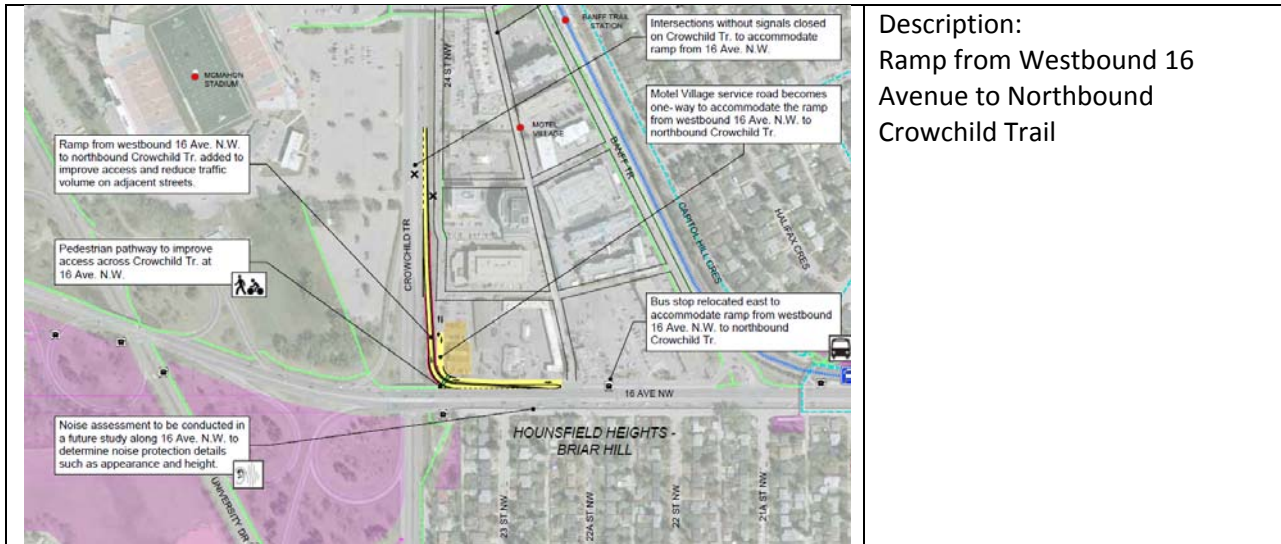 BANFF TRAIL
STATION
Intersections without signals closed
on Crowchild Tr. to accommodate
ramp from 16 Ave. N.W.
MCMAHON
STADIUM
24 ST NW
Motel Village service road becomes
one- way to accommodate the ramp
from westbound 16 Ave. N.W. to
northbound Crowchild Tr.
MOTEL
VILLAGE
Ramp from westbound 16 Ave. N.W.
to northbound Crowchild Tr. added to
improve access and reduce traffic
volume on adjacent streets.
BANFF TR
CAPITOL HILL CRES
HALIFAX CRES
CROWCHILD TR
Pedestrian pathway to improve
access across Crowchild Tr. at
16 Ave. N.W.
Bus stop relocated east to
accommodate ramp from westbound
16 Ave. N.W. to northbound
Crowchild Tr.
16 AVE NW
Noise assessment to be conducted in
a future study along 16 Ave. N.W. to
determine noise protection details
such as appearance and height.
HOUNSFIELD HEIGHTS -
BRIAR HILL
UNIVERSITY DR
23 ST NW
22A ST NW
22 ST NW
21A ST NW
Description:
Ramp from Westbound 16
Avenue to Northbound
Crowchild Trail